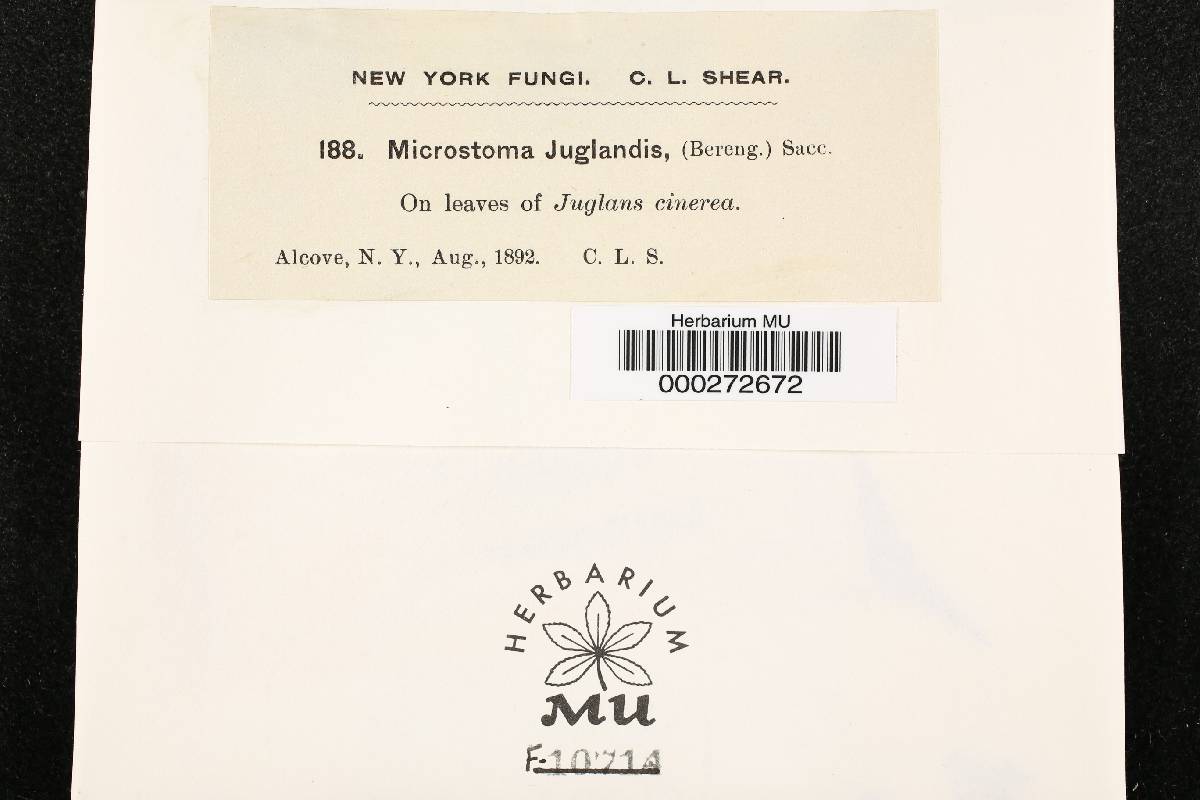 NEW YORK FUNGI. C. L. SHEAR.
188. Microstoma Juglandis, (Bereng.) Sacc.
On leaves of Juglans cinerea.
Alcove, N. Y., Aug., 1892. C. L. S.
Herbarium MU
000272672
HERBARIUM
MU
F-10714